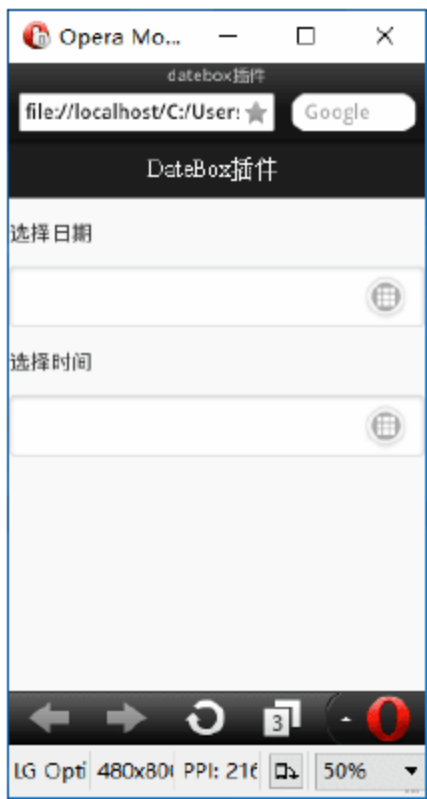 Opera Mo...
datebox插件
file://localhost/C:/User:
Google
DateBox插件
选择日期
选择时间
3
LG Opti 480x80 PPI: 216 50%